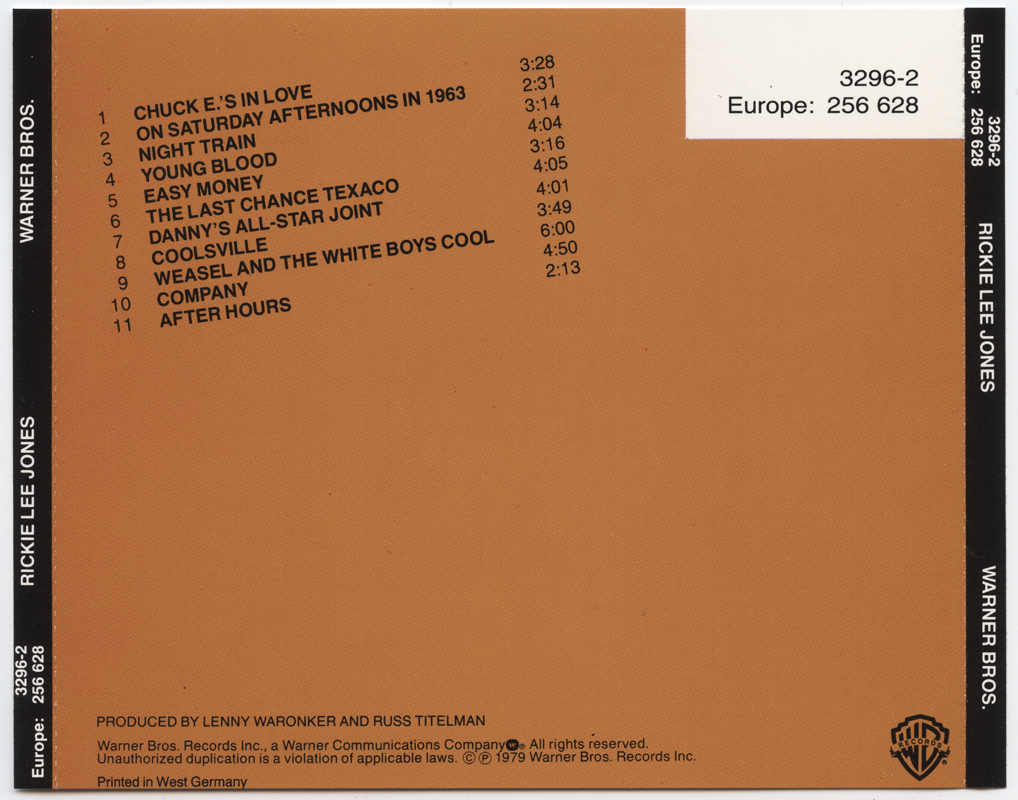 1 CHUCK E.'S IN LOVE 3:28
2 ON SATURDAY AFTERNOONS IN 1963 2:31
3 NIGHT TRAIN 3:14
4 YOUNG BLOOD 4:04
5 EASY MONEY 3:16
6 THE LAST CHANCE TEXACO 4:05
7 DANNY'S ALL-STAR JOINT 4:01
8 COOLSVILLE 3:49
9 WEASEL AND THE WHITE BOYS COOL 6:00
10 COMPANY 4:50
11 AFTER HOURS 2:13
3296-2
Europe: 256 628
PRODUCED BY LENNY WARONKER AND RUSS TITELMAN
Warner Bros. Records Inc., a Warner Communications Company W ® All rights reserved.
Unauthorized duplication is a violation of applicable laws. © ℗ 1979 Warner Bros. Records Inc.
Printed in West Germany
WB RECORDS ®
WARNER BROS.
RICKIE LEE JONES
3296-2
Europe: 256 628
3296-2
Europe: 256 628
RICKIE LEE JONES
WARNER BROS.